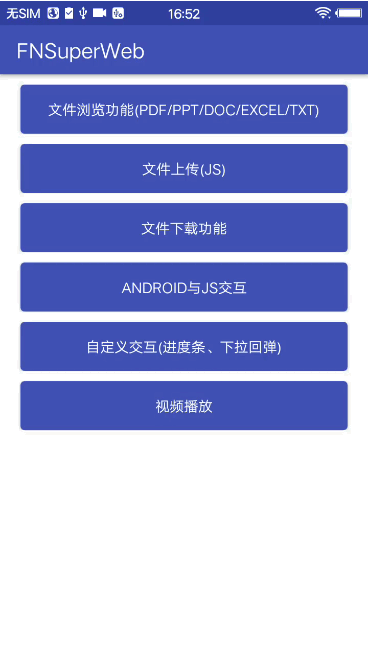 无SIM 16:52
FNSuperWeb
文件浏览功能(PDF/PPT/DOC/EXCEL/TXT)
文件上传(JS)
文件下载功能
ANDROID与JS交互
自定义交互(进度条、下拉回弹)
视频播放